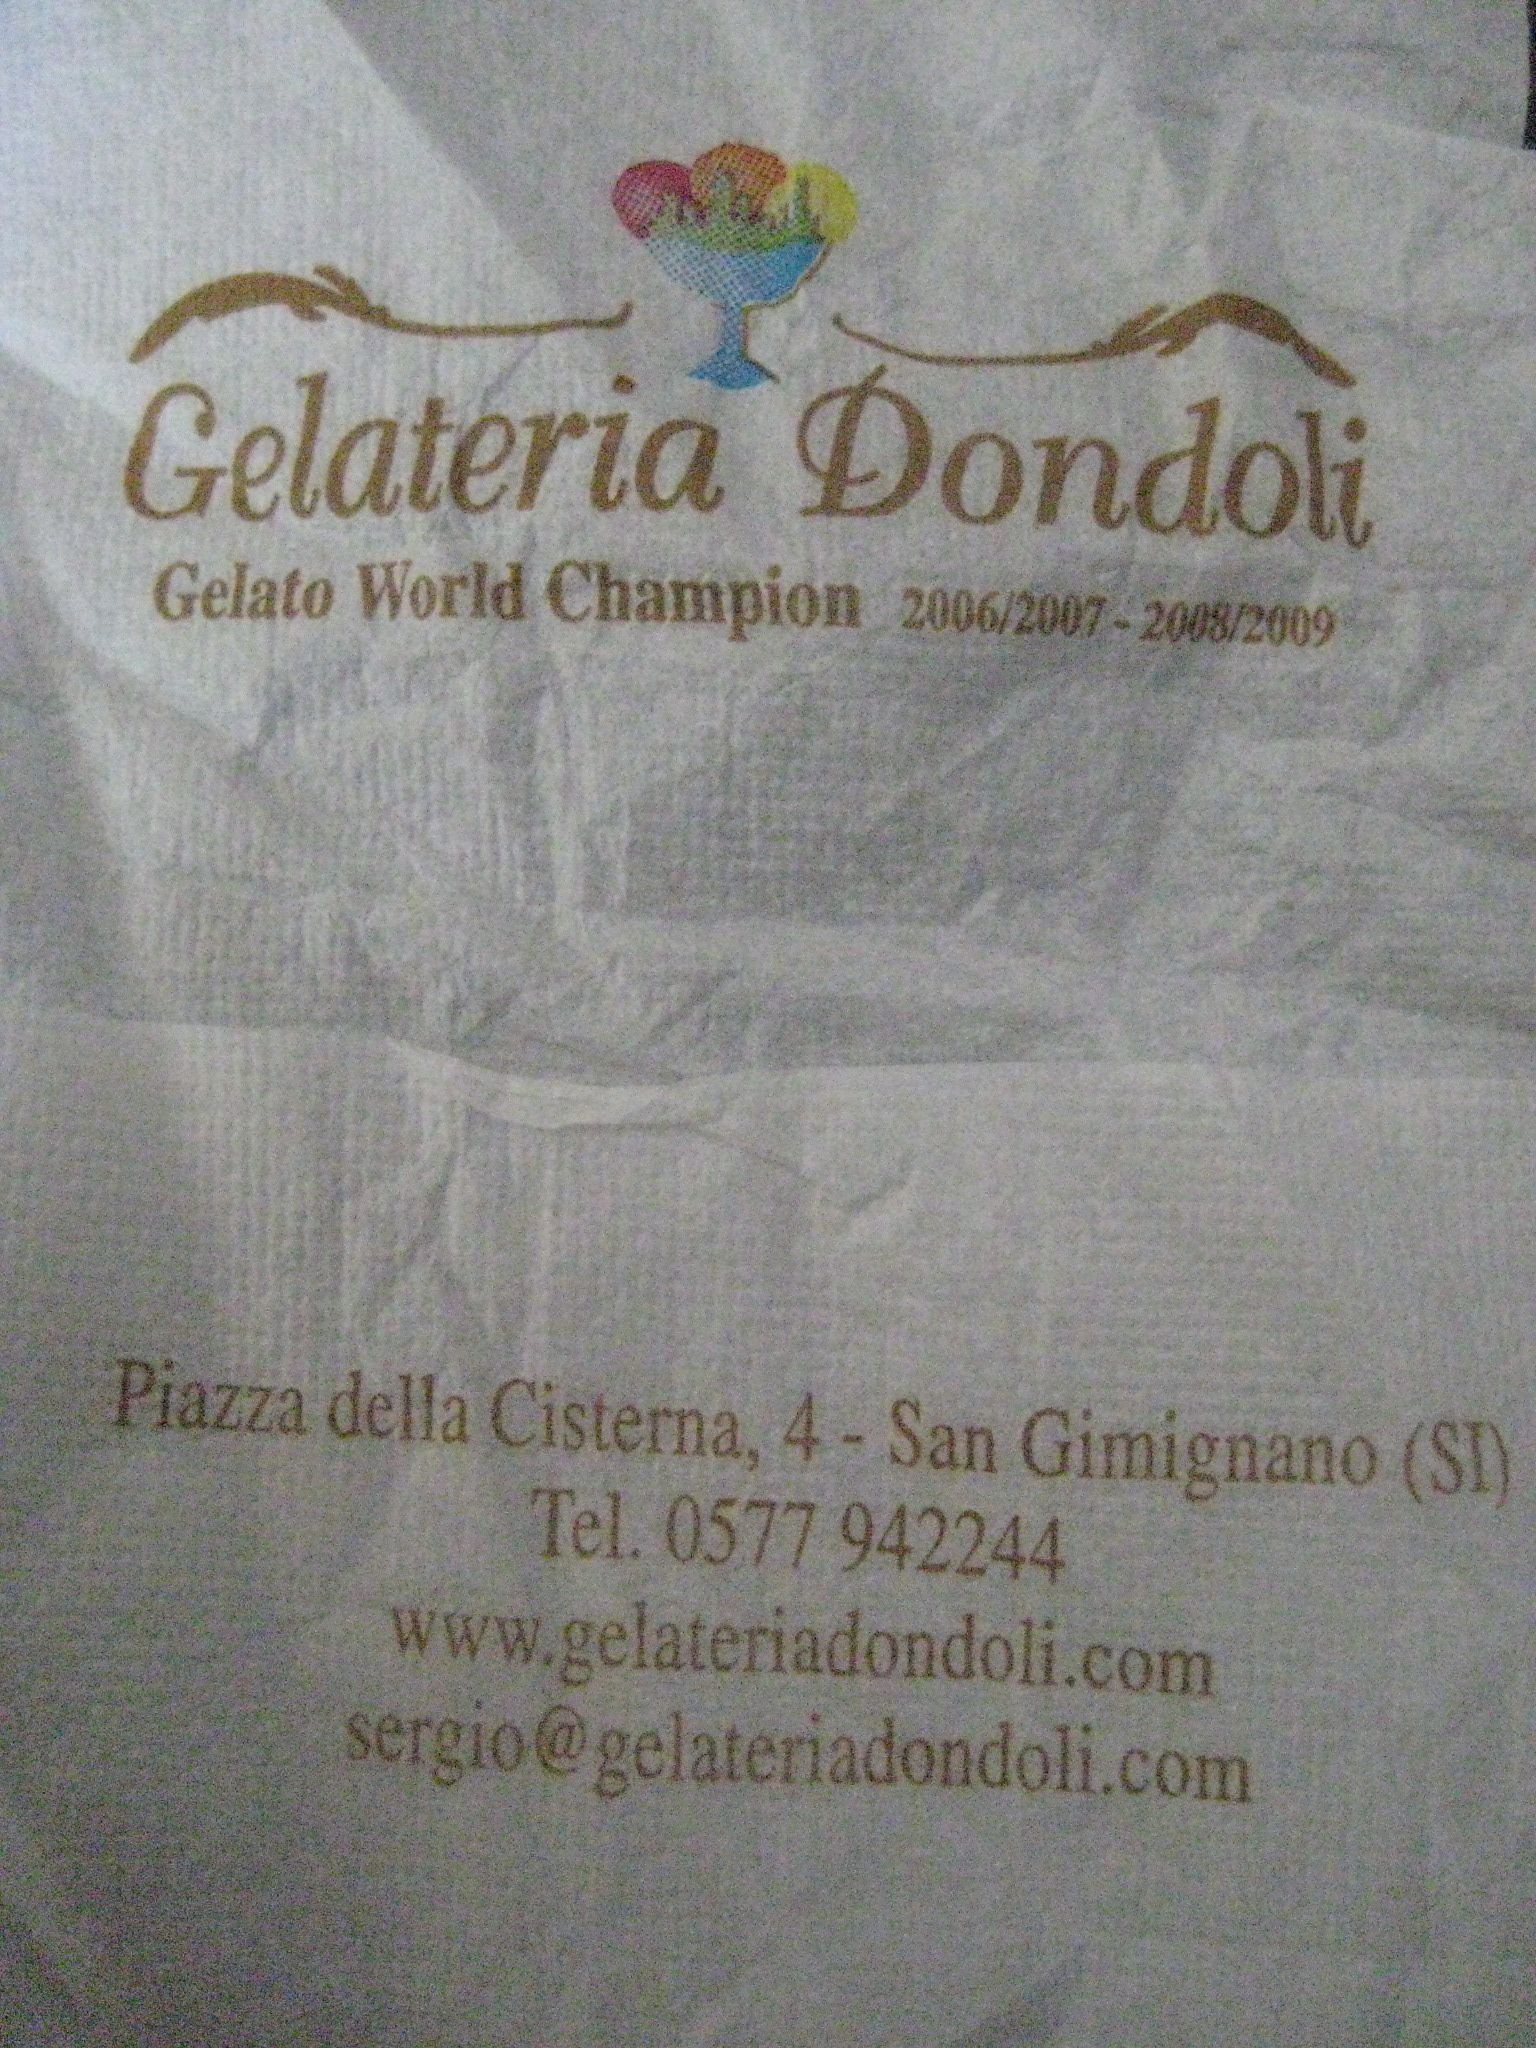 Gelateria Dondoli
Gelato World Champion 2006/2007 - 2008/2009
Piazza della Cisterna, 4 - San Gimignano (SI)
Tel. 0577 942244
www.gelateriadondoli.com
sergio@gelateriadondoli.com